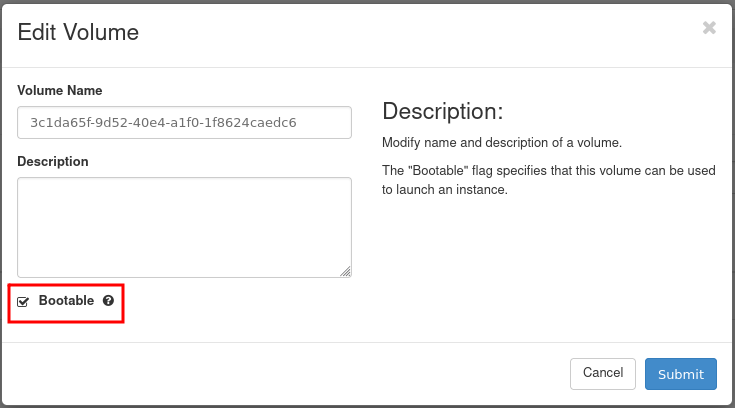 Edit Volume
Volume Name
3c1da65f-9d52-40e4-a1f0-1f8624caedc6
Description
Bootable
Description:
Modify name and description of a volume.
The "Bootable" flag specifies that this volume can be used
to launch an instance.
Cancel
Submit